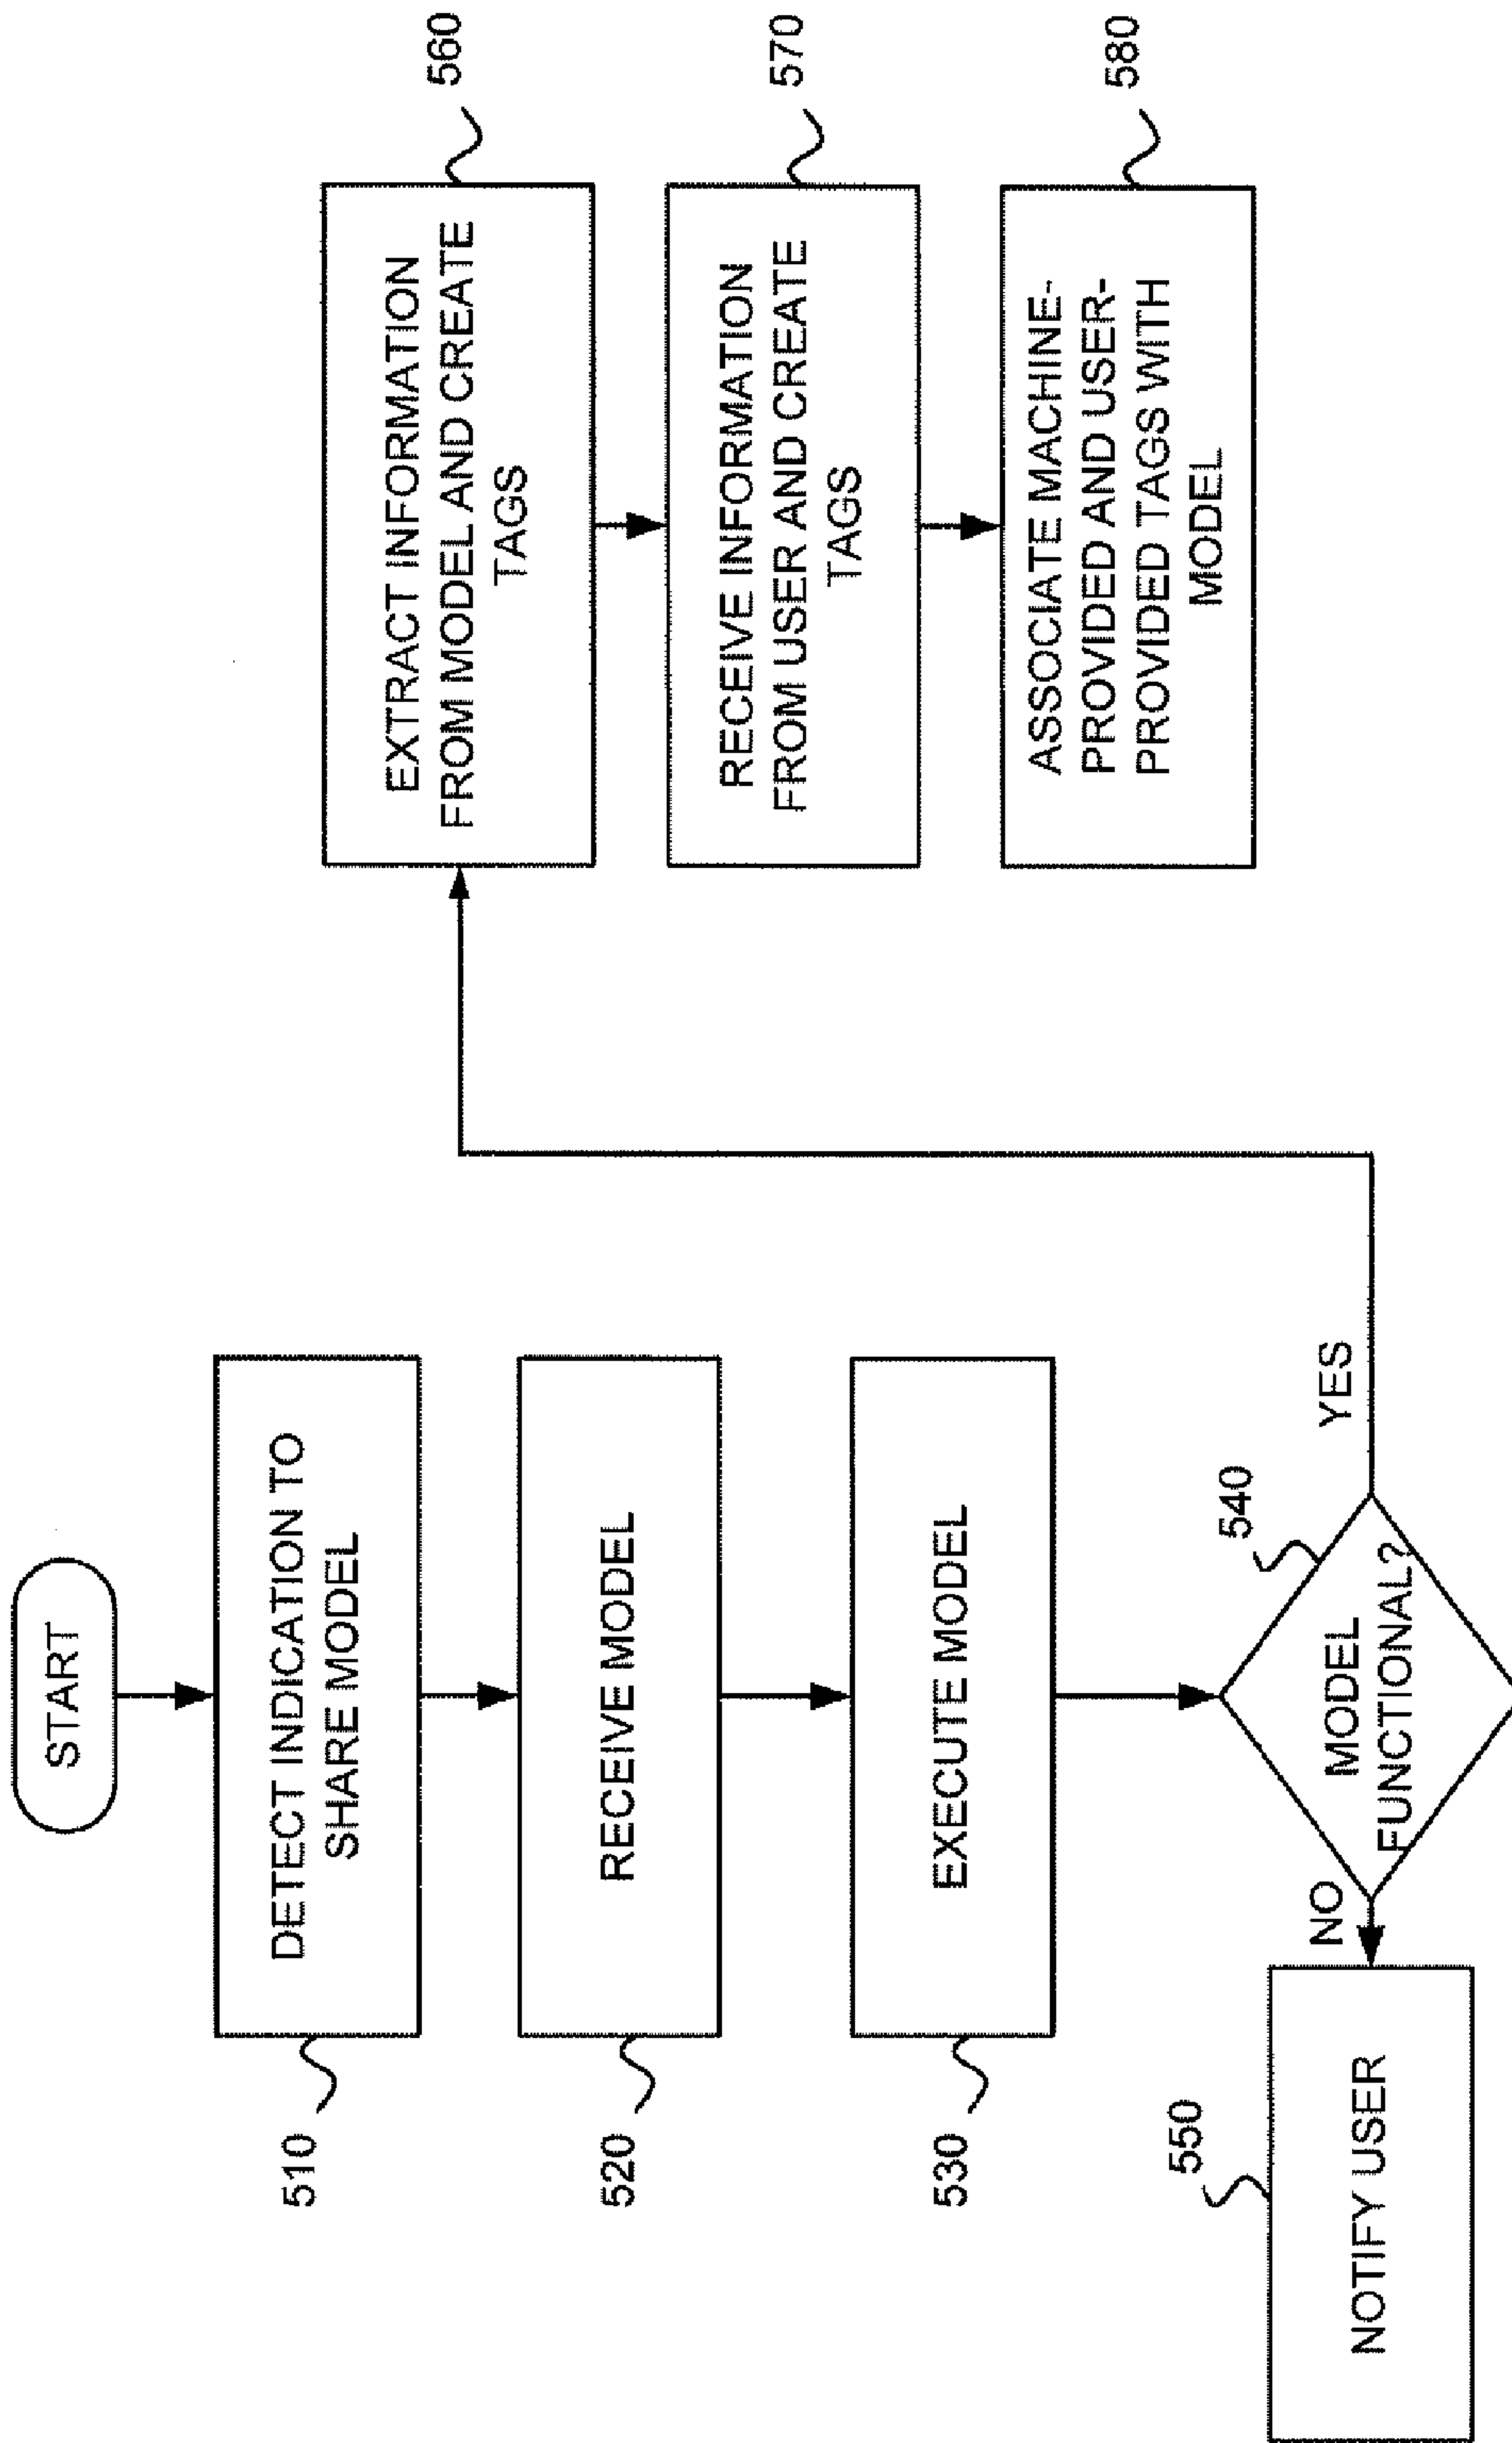 START
DETECT INDICATION TO
SHARE MODEL
510
RECEIVE MODEL
520
EXECUTE MODEL
530
MODEL
FUNCTIONAL?
540
NO
YES
NOTIFY USER
550
EXTRACT INFORMATION
FROM MODEL AND CREATE
TAGS
560
RECEIVE INFORMATION
FROM USER AND CREATE
TAGS
570
ASSOCIATE MACHINE-
PROVIDED AND USER-
PROVIDED TAGS WITH
MODEL
580